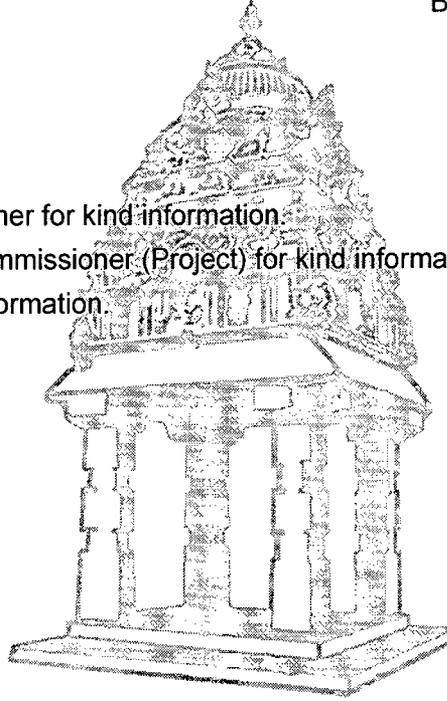 B
ner for kind information.
mmissioner (Project) for kind informa
ormation.